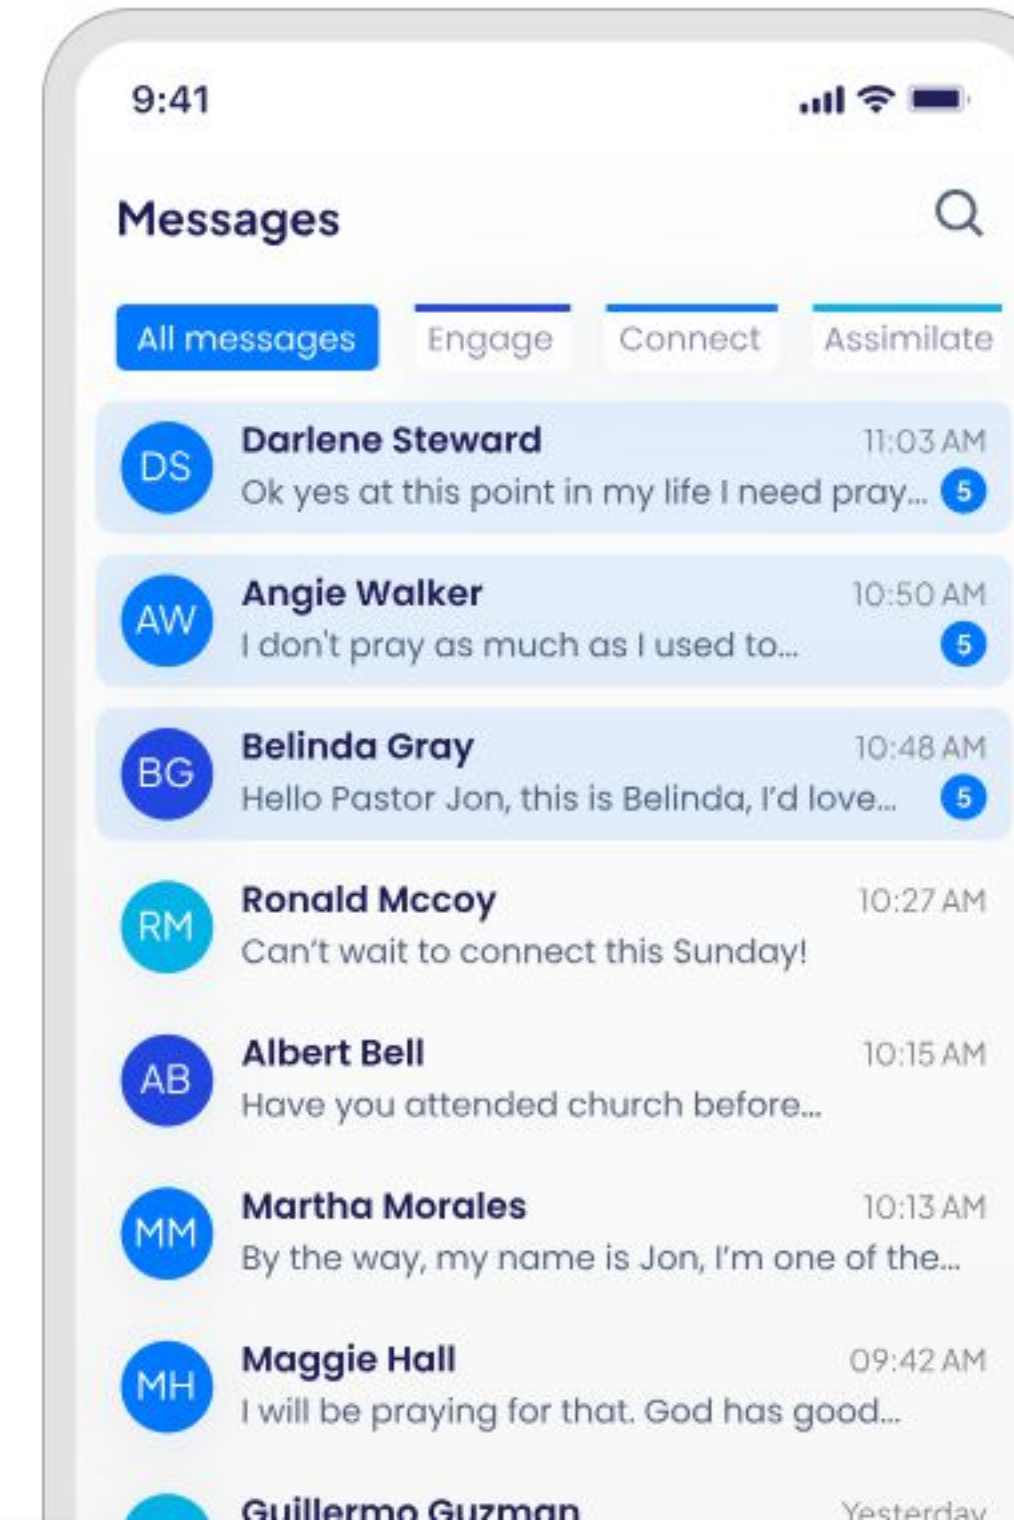 9:41
Messages
All messages Engage Connect Assimilate
DS Darlene Steward 11:03 AM
Ok yes at this point in my life I need pray... 5
AW Angie Walker 10:50 AM
I don't pray as much as I used to... 5
BG Belinda Gray 10:48 AM
Hello Pastor Jon, this is Belinda, I’d love... 5
RM Ronald Mccoy 10:27 AM
Can’t wait to connect this Sunday!
AB Albert Bell 10:15 AM
Have you attended church before...
MM Martha Morales 10:13 AM
By the way, my name is Jon, I’m one of the...
MH Maggie Hall 09:42 AM
I will be praying for that. God has good...
Guillermo Guzman Yesterday